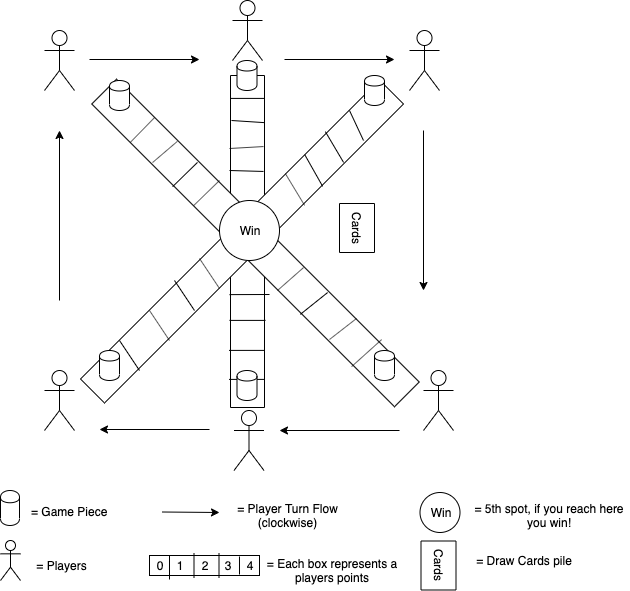 Win
Cards
= Game Piece
= Player Turn Flow
(clockwise)
Win
= 5th spot, if you reach here
you win!
= Players
0 1 2 3 4
= Each box represents a
players points
Cards
= Draw Cards pile